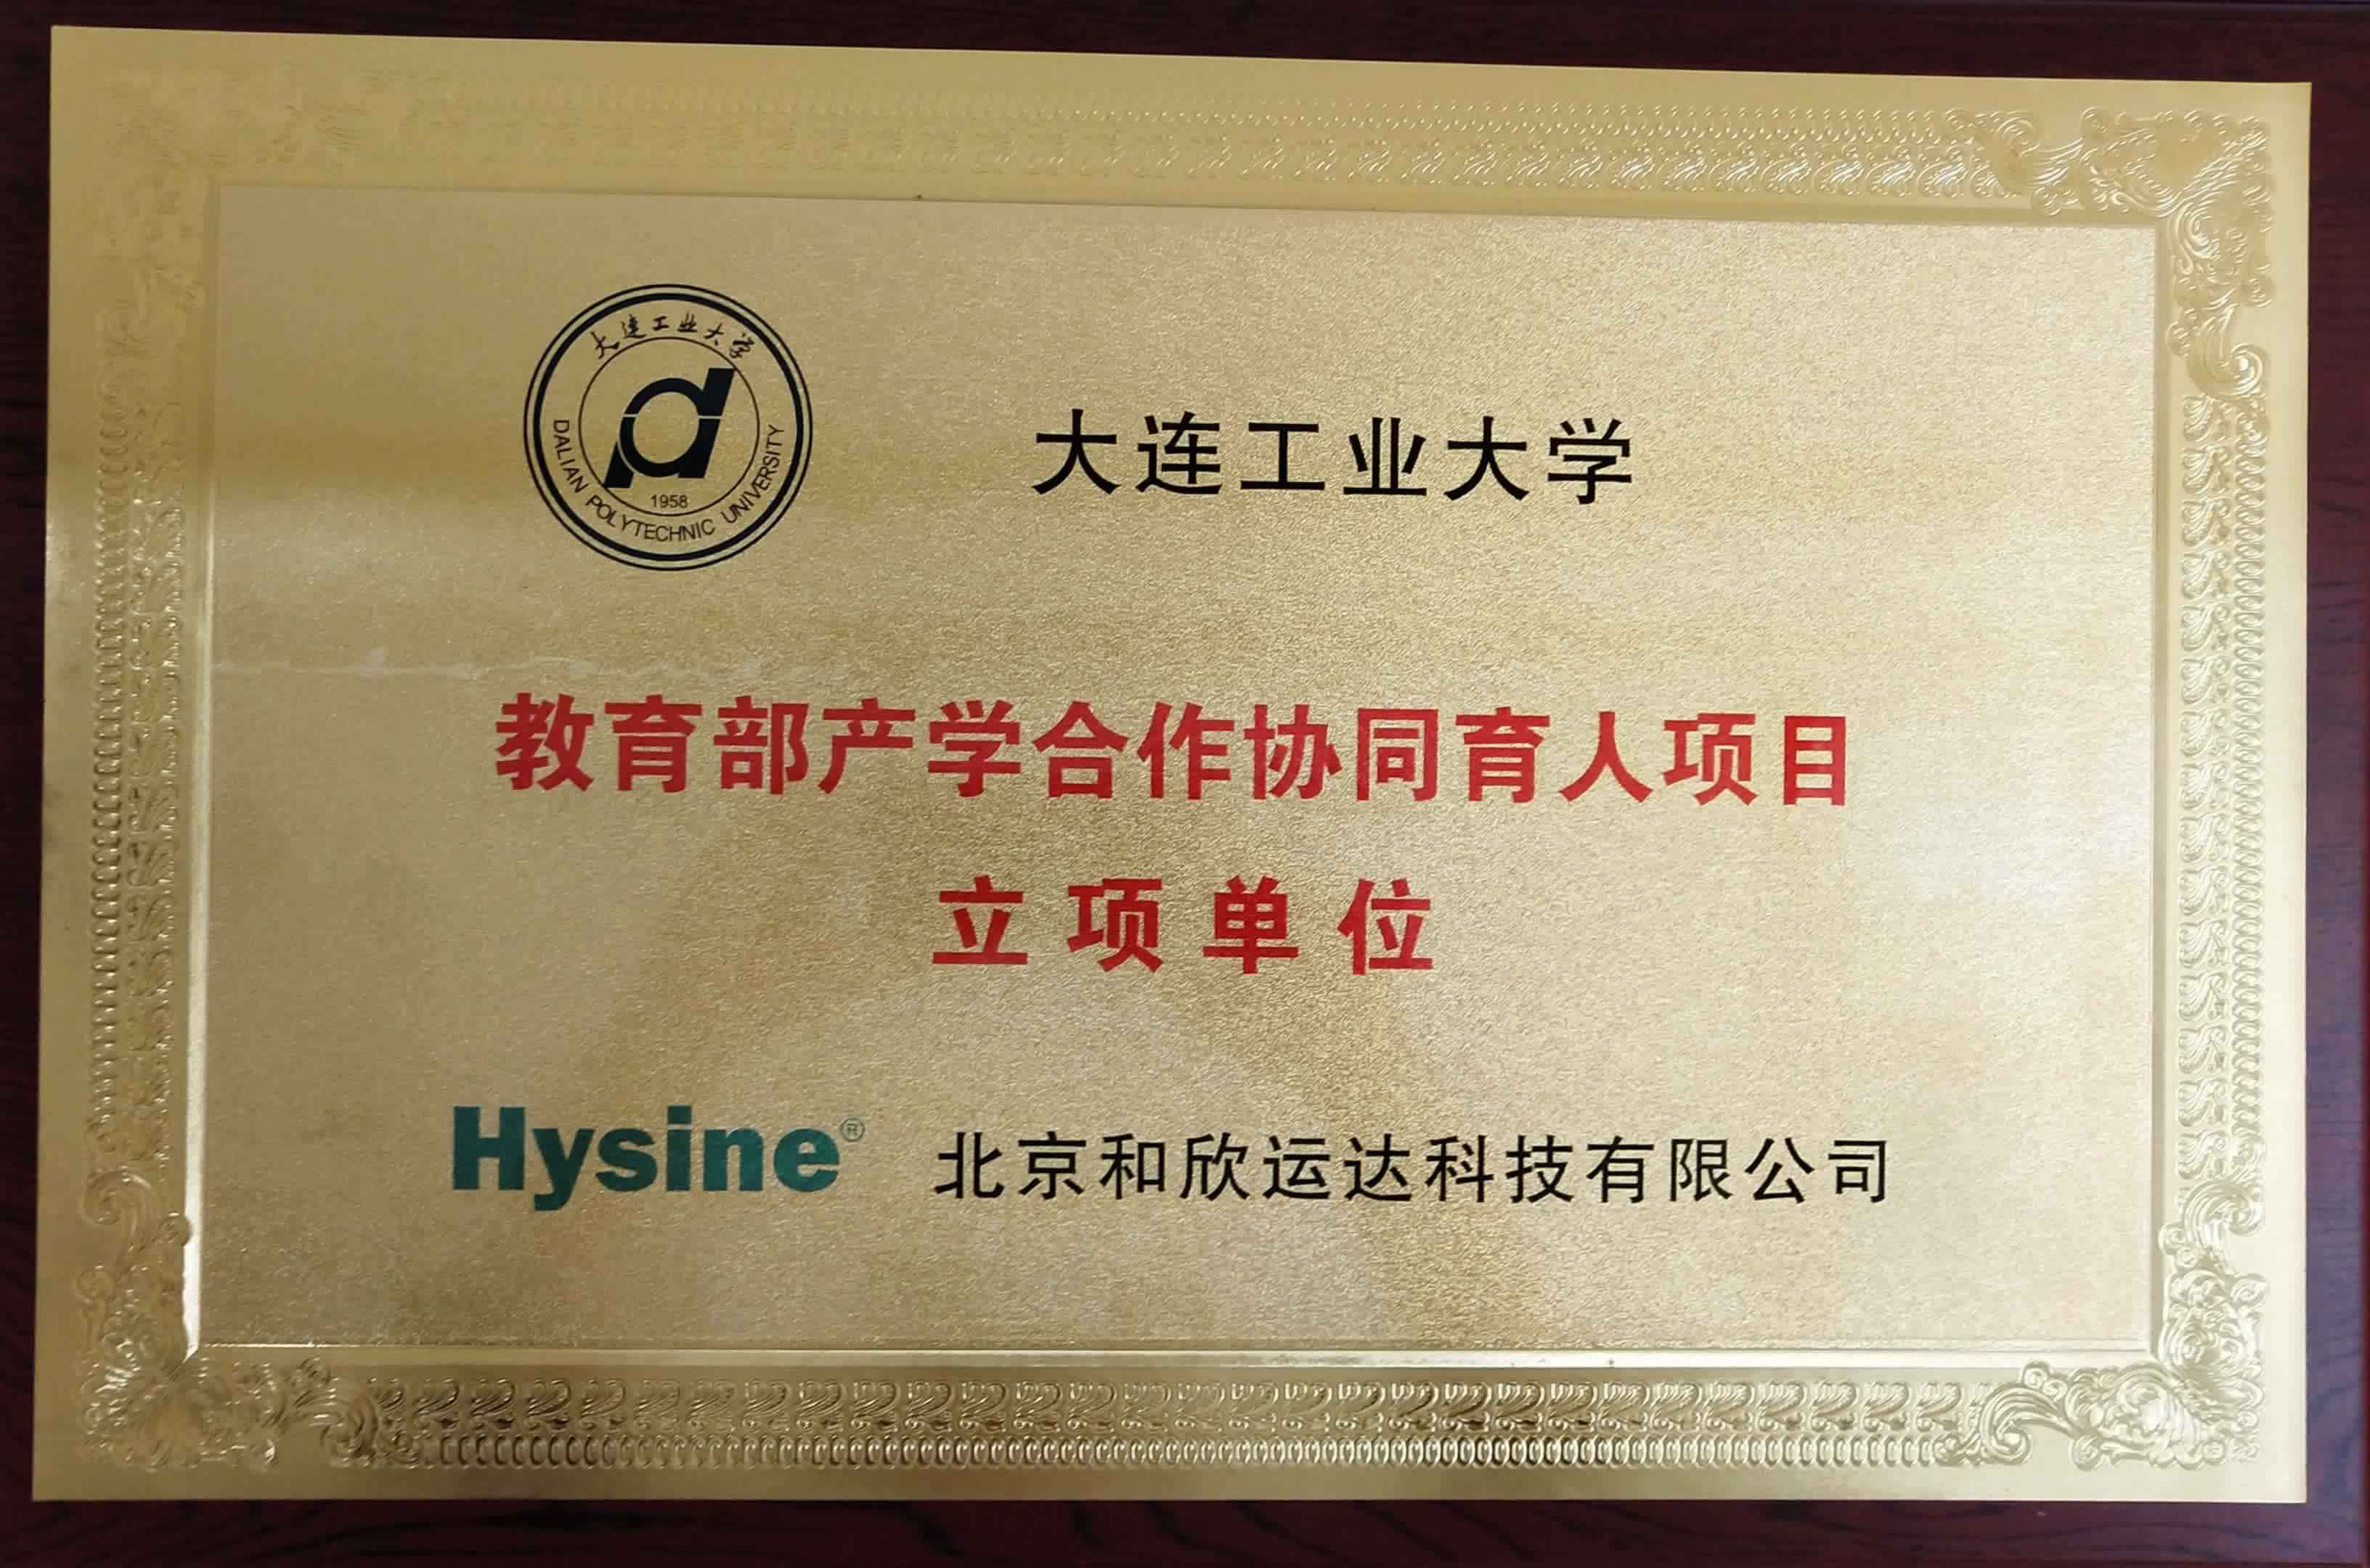 大连工业大学
DALIAN POLYTECHNIC UNIVERSITY
1958
大连工业大学
教育部产学合作协同育人项目
立项单位
Hysine® 北京和欣运达科技有限公司